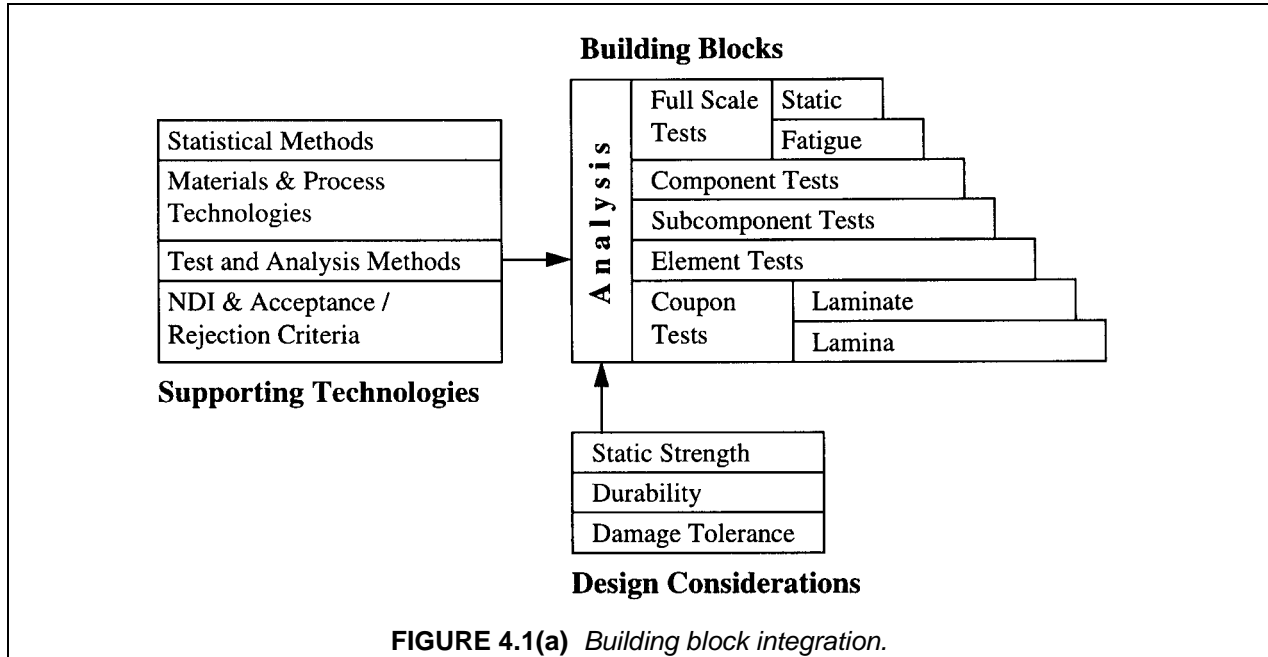 Building Blocks
Statistical Methods
Materials & Process
Technologies
Test and Analysis Methods
NDI & Acceptance /
Rejection Criteria
Supporting Technologies
Analysis
Full Scale
Tests
Static
Fatigue
Component Tests
Subcomponent Tests
Element Tests
Coupon
Tests
Laminate
Lamina
Static Strength
Durability
Damage Tolerance
Design Considerations
FIGURE 4.1(a) Building block integration.